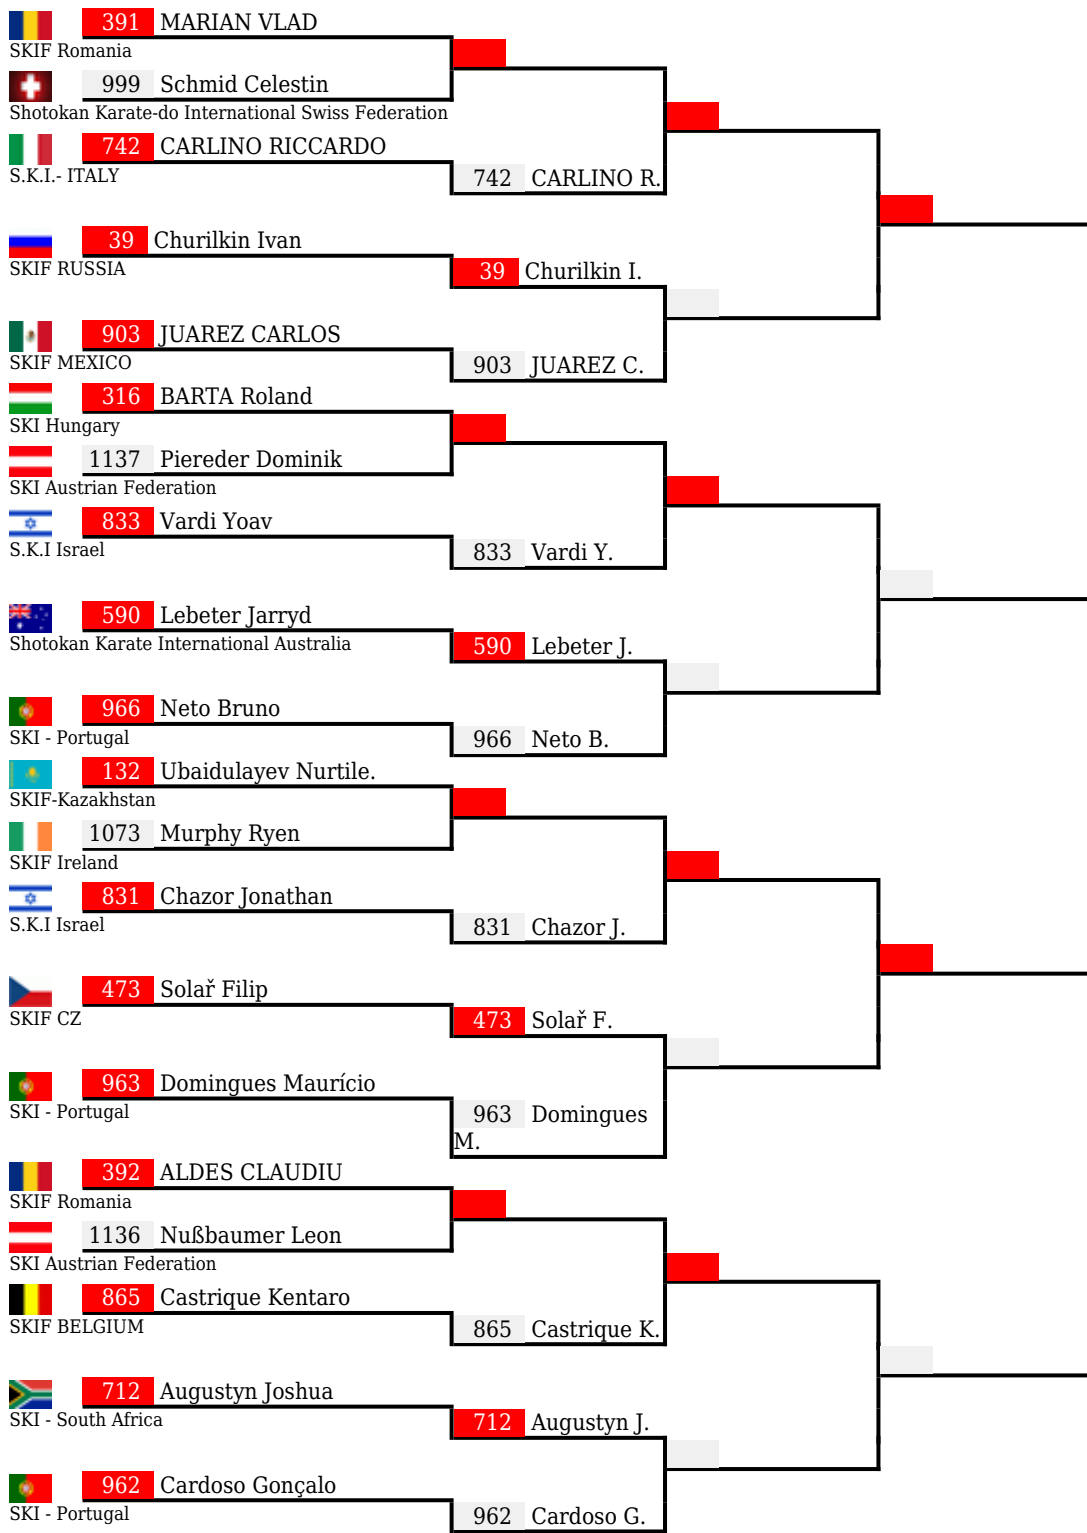 391 MARIAN VLAD
SKIF Romania
999 Schmid Celestin
Shotokan Karate-do International Swiss Federation
742 CARLINO RICCARDO
S.K.I.- ITALY
742 CARLINO R.
39 Churilkin Ivan
SKIF RUSSIA
39 Churilkin I.
903 JUAREZ CARLOS
SKIF MEXICO
903 JUAREZ C.
316 BARTA Roland
SKI Hungary
1137 Piereder Dominik
SKI Austrian Federation
833 Vardi Yoav
S.K.I Israel
833 Vardi Y.
590 Lebeter Jarryd
Shotokan Karate International Australia
590 Lebeter J.
966 Neto Bruno
SKI - Portugal
966 Neto B.
132 Ubaidulayev Nurtile.
SKIF-Kazakhstan
1073 Murphy Ryen
SKIF Ireland
831 Chazor Jonathan
S.K.I Israel
831 Chazor J.
473 Solař Filip
SKIF CZ
473 Solař F.
963 Domingues Maurício
SKI - Portugal
963 Domingues
M.
392 ALDES CLAUDIU
SKIF Romania
1136 Nußbaumer Leon
SKI Austrian Federation
865 Castrique Kentaro
SKIF BELGIUM
865 Castrique K.
712 Augustyn Joshua
SKI - South Africa
712 Augustyn J.
962 Cardoso Gonçalo
SKI - Portugal
962 Cardoso G.